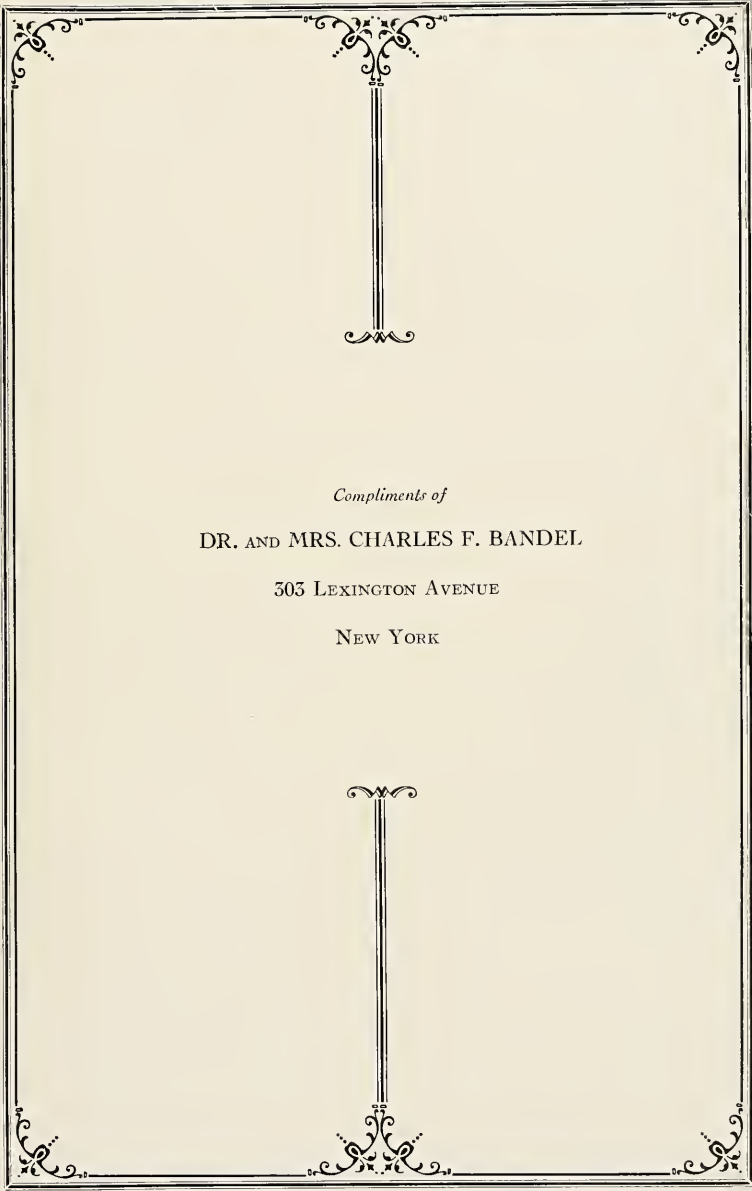 Compliments of
DR. AND MRS. CHARLES F. BANDEL
303 LEXINGTON AVENUE
NEW YORK